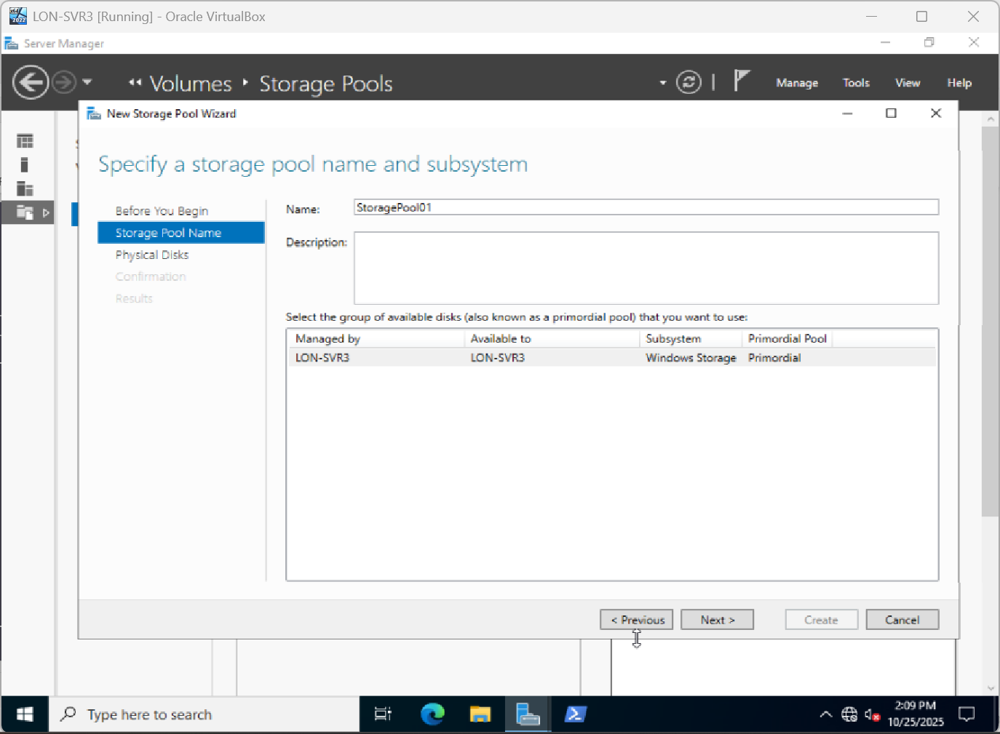 LON-SVR3 [Running] - Oracle VirtualBox
Server Manager
Volumes Storage Pools
Manage Tools View Help
New Storage Pool Wizard
Specify a storage pool name and subsystem
Before You Begin
Storage Pool Name
Physical Disks
Confirmation
Results
Name: StoragePool01
Description:
Select the group of available disks (also known as a primordial pool) that you want to use:
Managed by Available to Subsystem Primordial Pool
LON-SVR3 LON-SVR3 Windows Storage Primordial
< Previous Next > Create Cancel
Type here to search
2:09 PM
10/25/2025